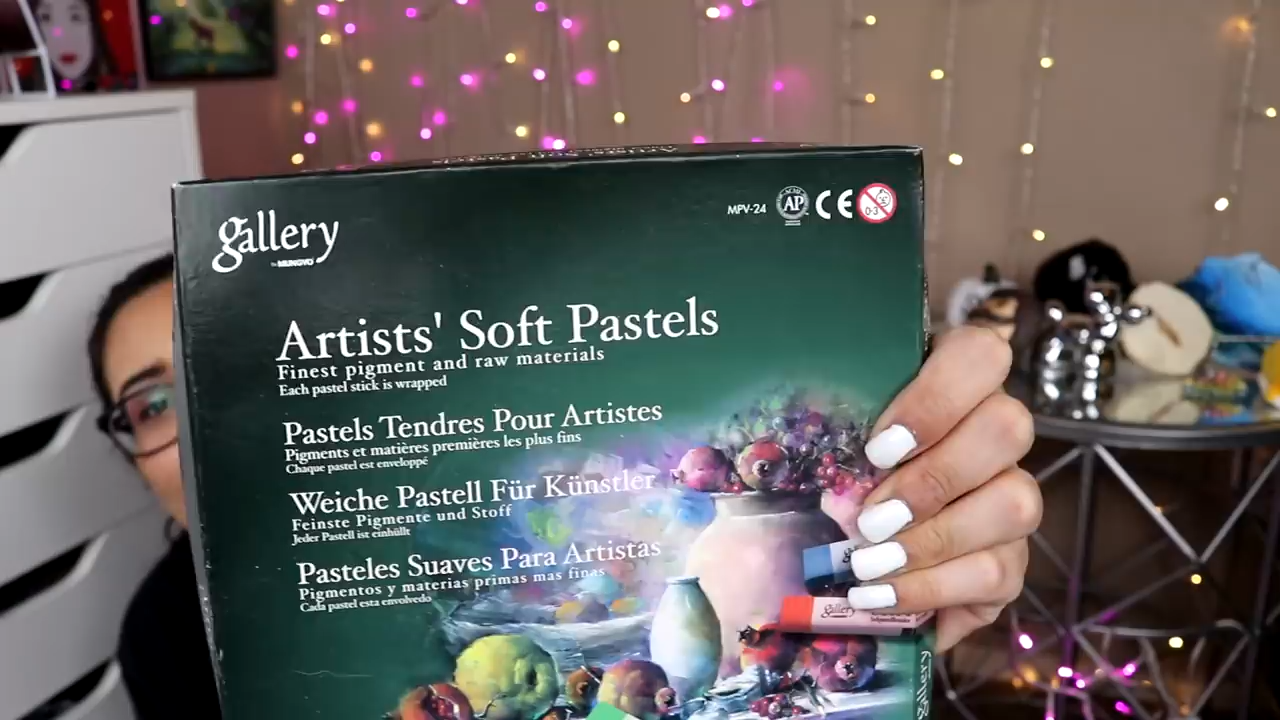 gallery
by MUNGYO
MPV-24
AP
CE
0-3
Artists' Soft Pastels
Finest pigment and raw materials
Each pastel stick is wrapped
Pastels Tendres Pour Artistes
Pigments et matières premières les plus fins
Chaque pastel est enveloppé
Weiche Pastell Für Künstler
Feinste Pigmente und Stoff
Jeder Pastell ist einhüllt
Pasteles Suaves Para Artistas
Pigmentos y materias primas mas finas
Cada pastel esta envolvedo
gallery
gallery